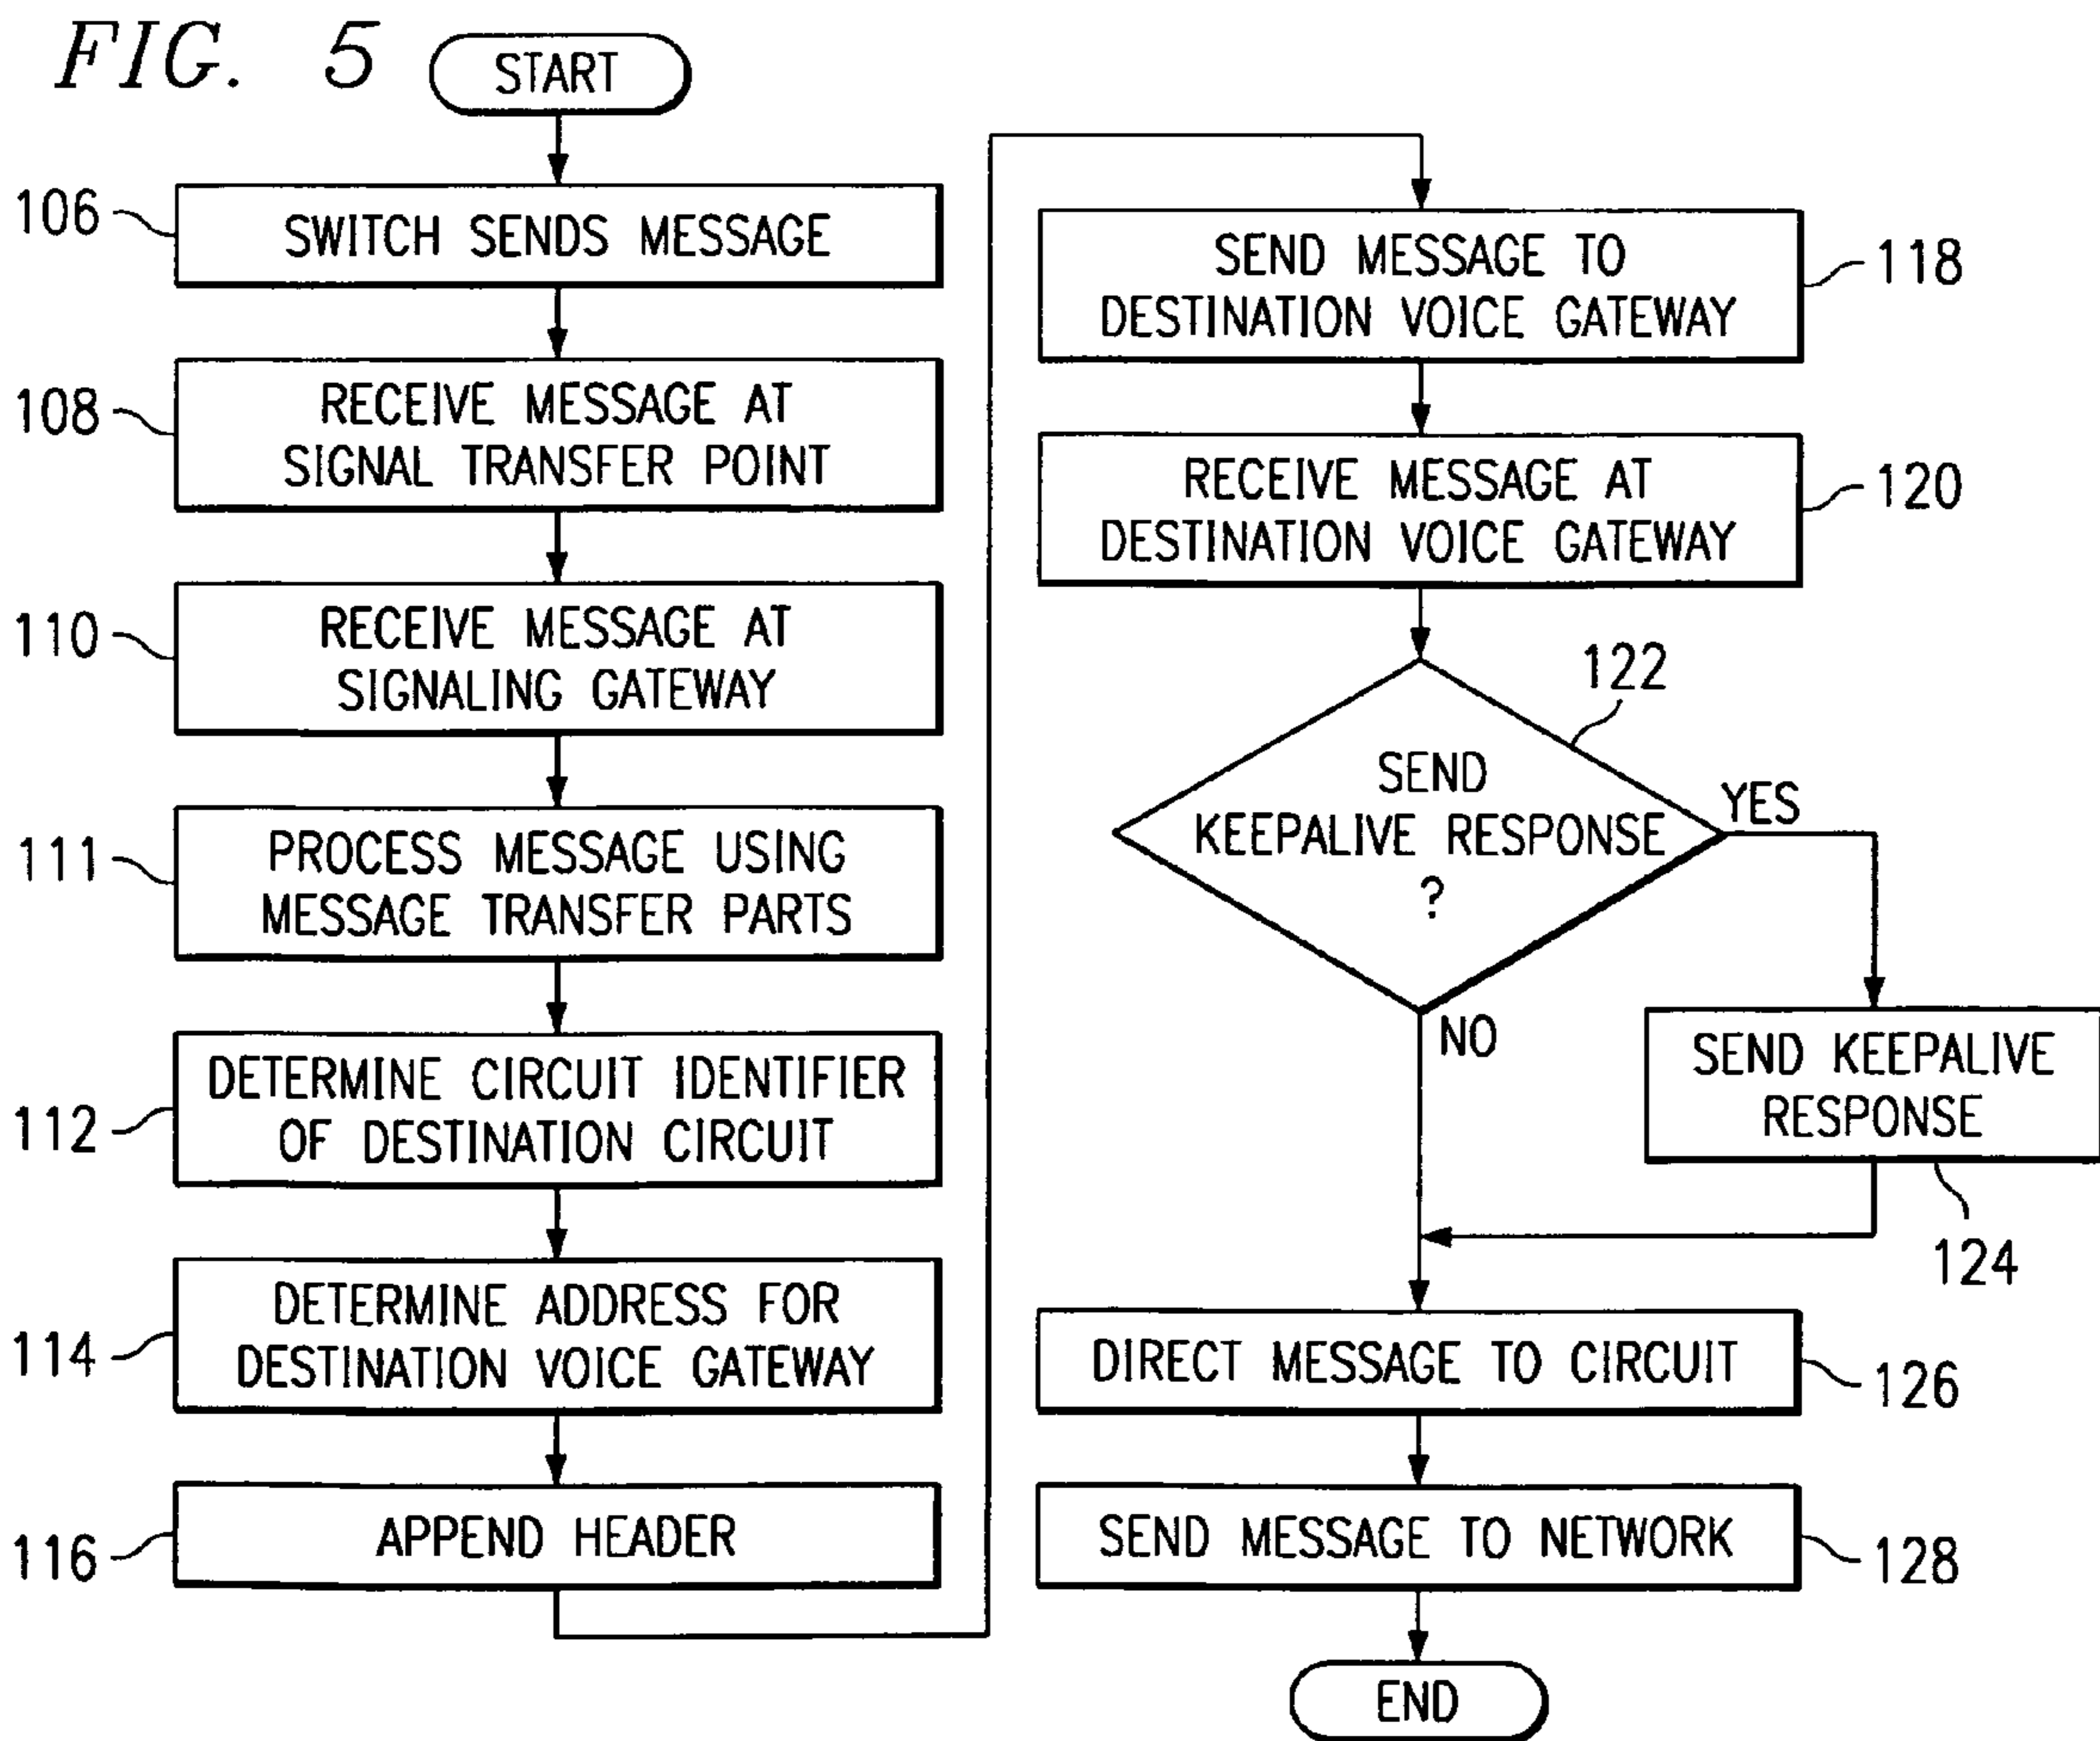 FIG. 5
START
106
SWITCH SENDS MESSAGE
108
RECEIVE MESSAGE AT
SIGNAL TRANSFER POINT
110
RECEIVE MESSAGE AT
SIGNALING GATEWAY
111
PROCESS MESSAGE USING
MESSAGE TRANSFER PARTS
112
DETERMINE CIRCUIT IDENTIFIER
OF DESTINATION CIRCUIT
114
DETERMINE ADDRESS FOR
DESTINATION VOICE GATEWAY
116
APPEND HEADER
SEND MESSAGE TO
DESTINATION VOICE GATEWAY
118
RECEIVE MESSAGE AT
DESTINATION VOICE GATEWAY
120
122
SEND
KEEPALIVE RESPONSE
?
YES
NO
SEND KEEPALIVE
RESPONSE
124
DIRECT MESSAGE TO CIRCUIT
126
SEND MESSAGE TO NETWORK
128
END